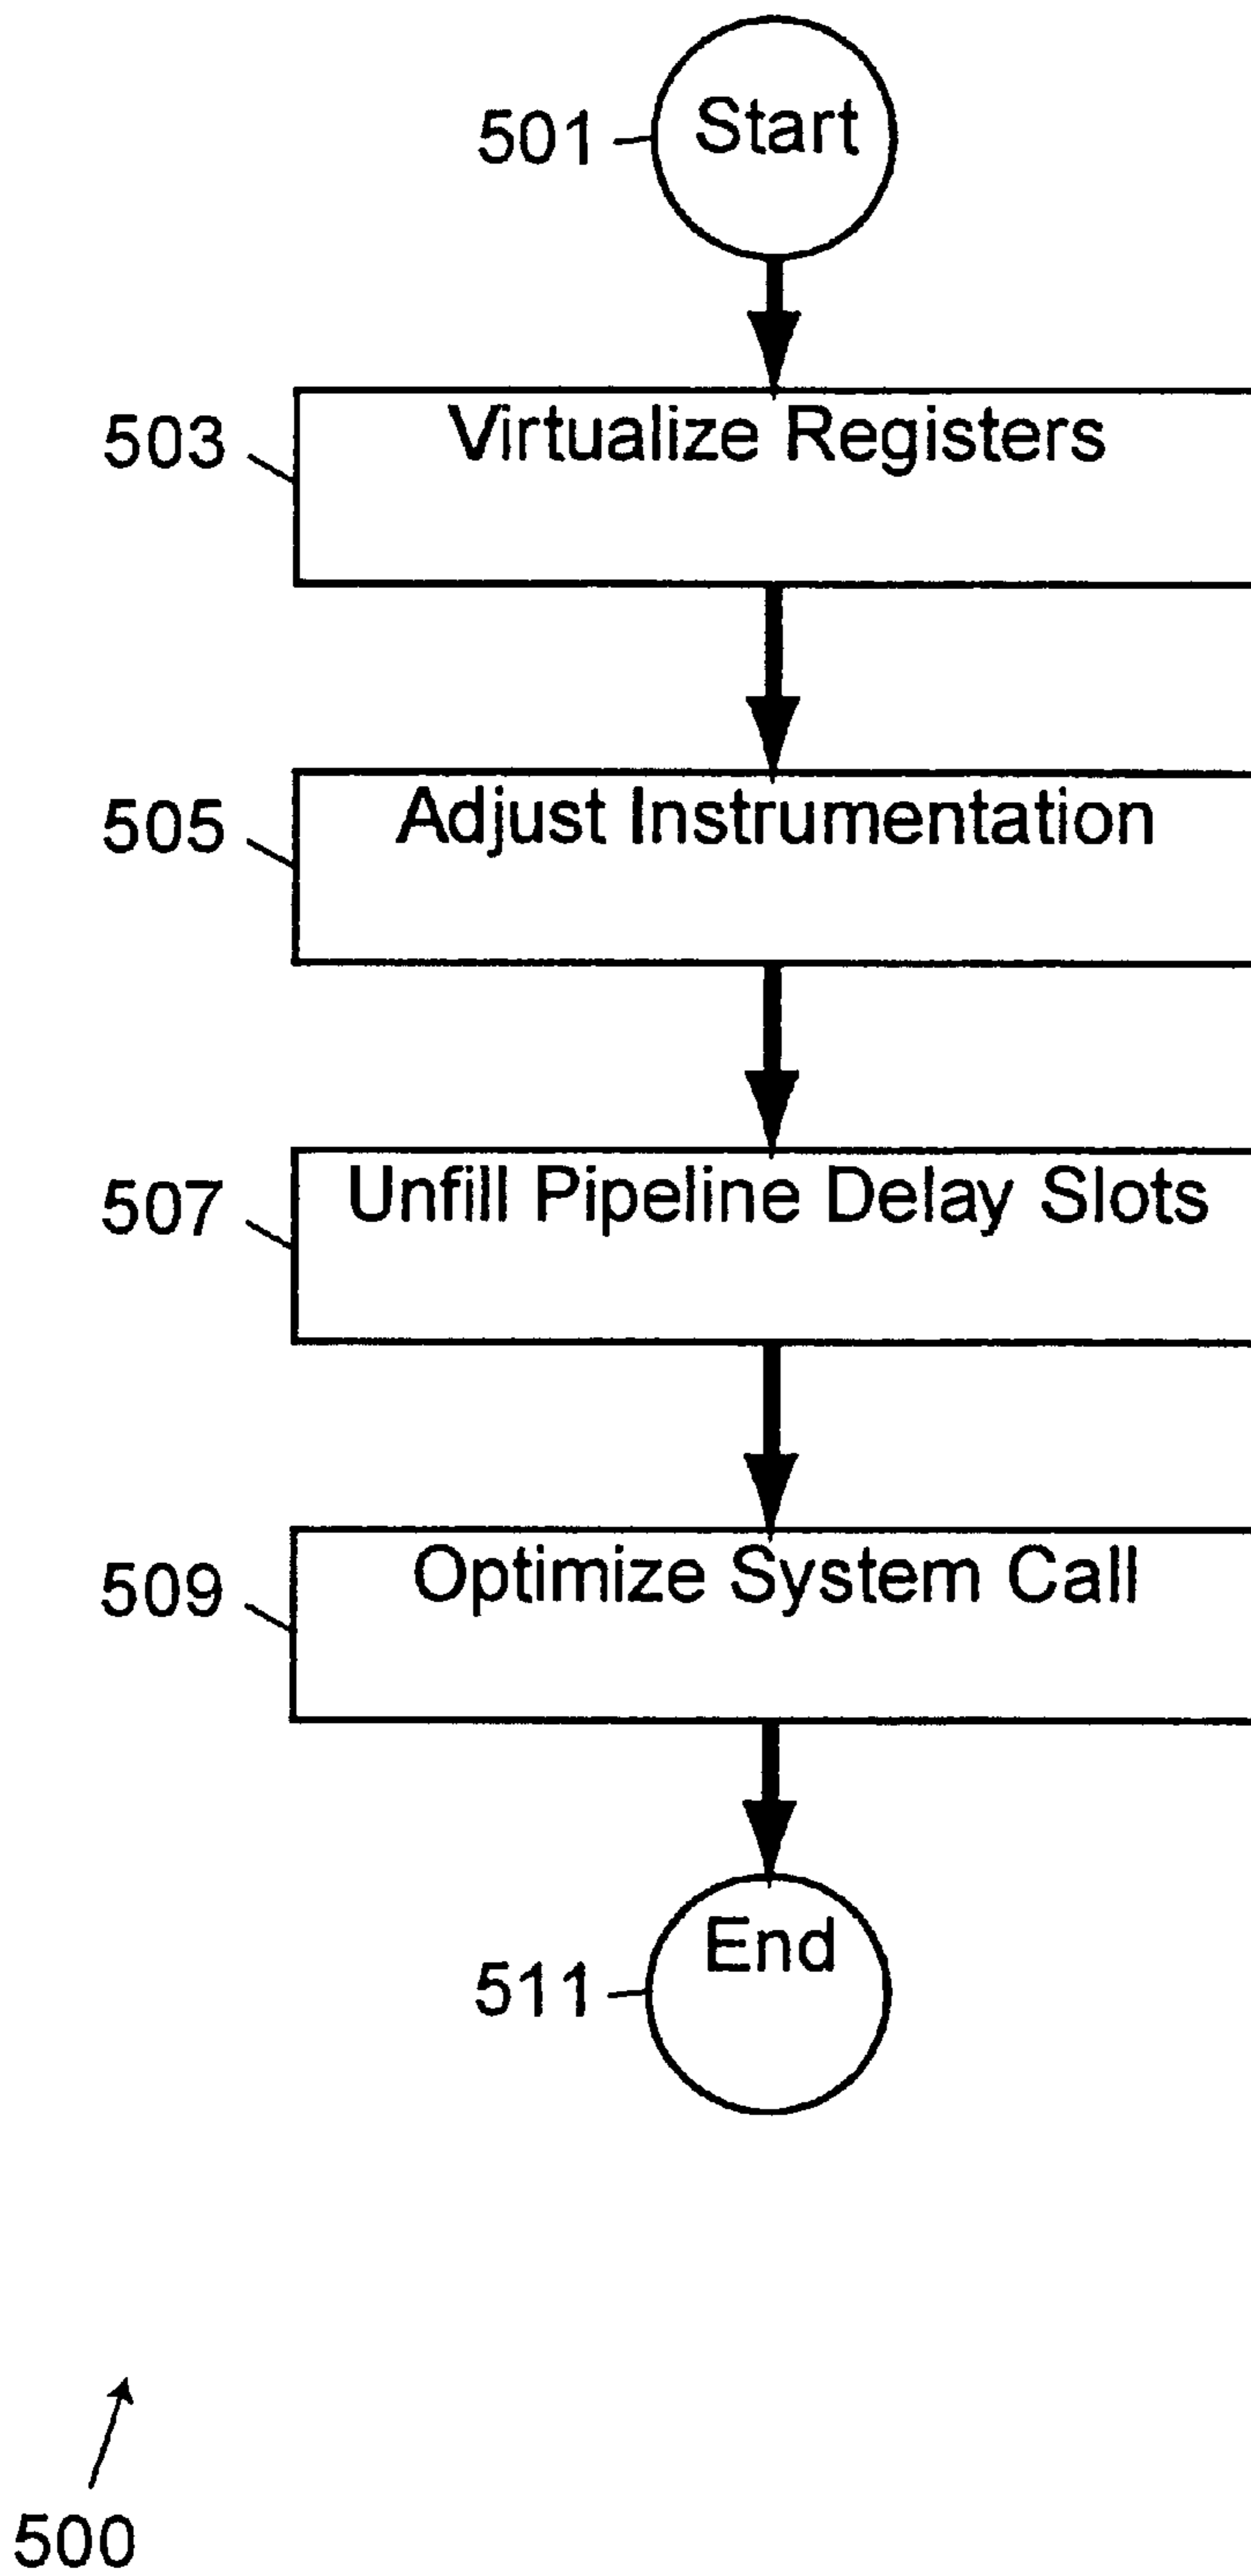 501 Start
503 Virtualize Registers
505 Adjust Instrumentation
507 Unfill Pipeline Delay Slots
509 Optimize System Call
511 End
500